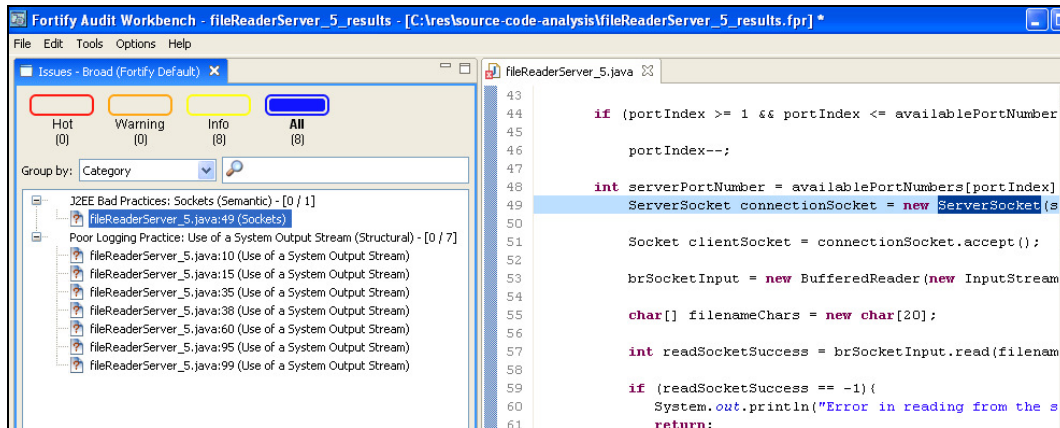 Fortify Audit Workbench - fileReaderServer_5_results - [C:\res\source-code-analysis\fileReaderServer_5_results.fpr] *
File Edit Tools Options Help
Issues - Broad (Fortify Default)
Hot Warning Info All
(0) (0) (8) (8)
Group by: Category
J2EE Bad Practices: Sockets (Semantic) - [0 / 1]
fileReaderServer_5.java:49 (Sockets)
Poor Logging Practice: Use of a System Output Stream (Structural) - [0 / 7]
fileReaderServer_5.java:10 (Use of a System Output Stream)
fileReaderServer_5.java:15 (Use of a System Output Stream)
fileReaderServer_5.java:35 (Use of a System Output Stream)
fileReaderServer_5.java:38 (Use of a System Output Stream)
fileReaderServer_5.java:60 (Use of a System Output Stream)
fileReaderServer_5.java:95 (Use of a System Output Stream)
fileReaderServer_5.java:99 (Use of a System Output Stream)
fileReaderServer_5.java
43
44 if (portIndex >= 1 && portIndex <= availablePortNumber
45
46 portIndex--;
47
48 int serverPortNumber = availablePortNumbers[portIndex]
49 ServerSocket connectionSocket = new ServerSocket(s
50
51 Socket clientSocket = connectionSocket.accept();
52
53 brSocketInput = new BufferedReader(new InputStream
54
55 char[] filenameChars = new char[20];
56
57 int readSocketSuccess = brSocketInput.read(filenam
58
59 if (readSocketSuccess == -1){
60 System.out.println("Error in reading from the s
61 return;